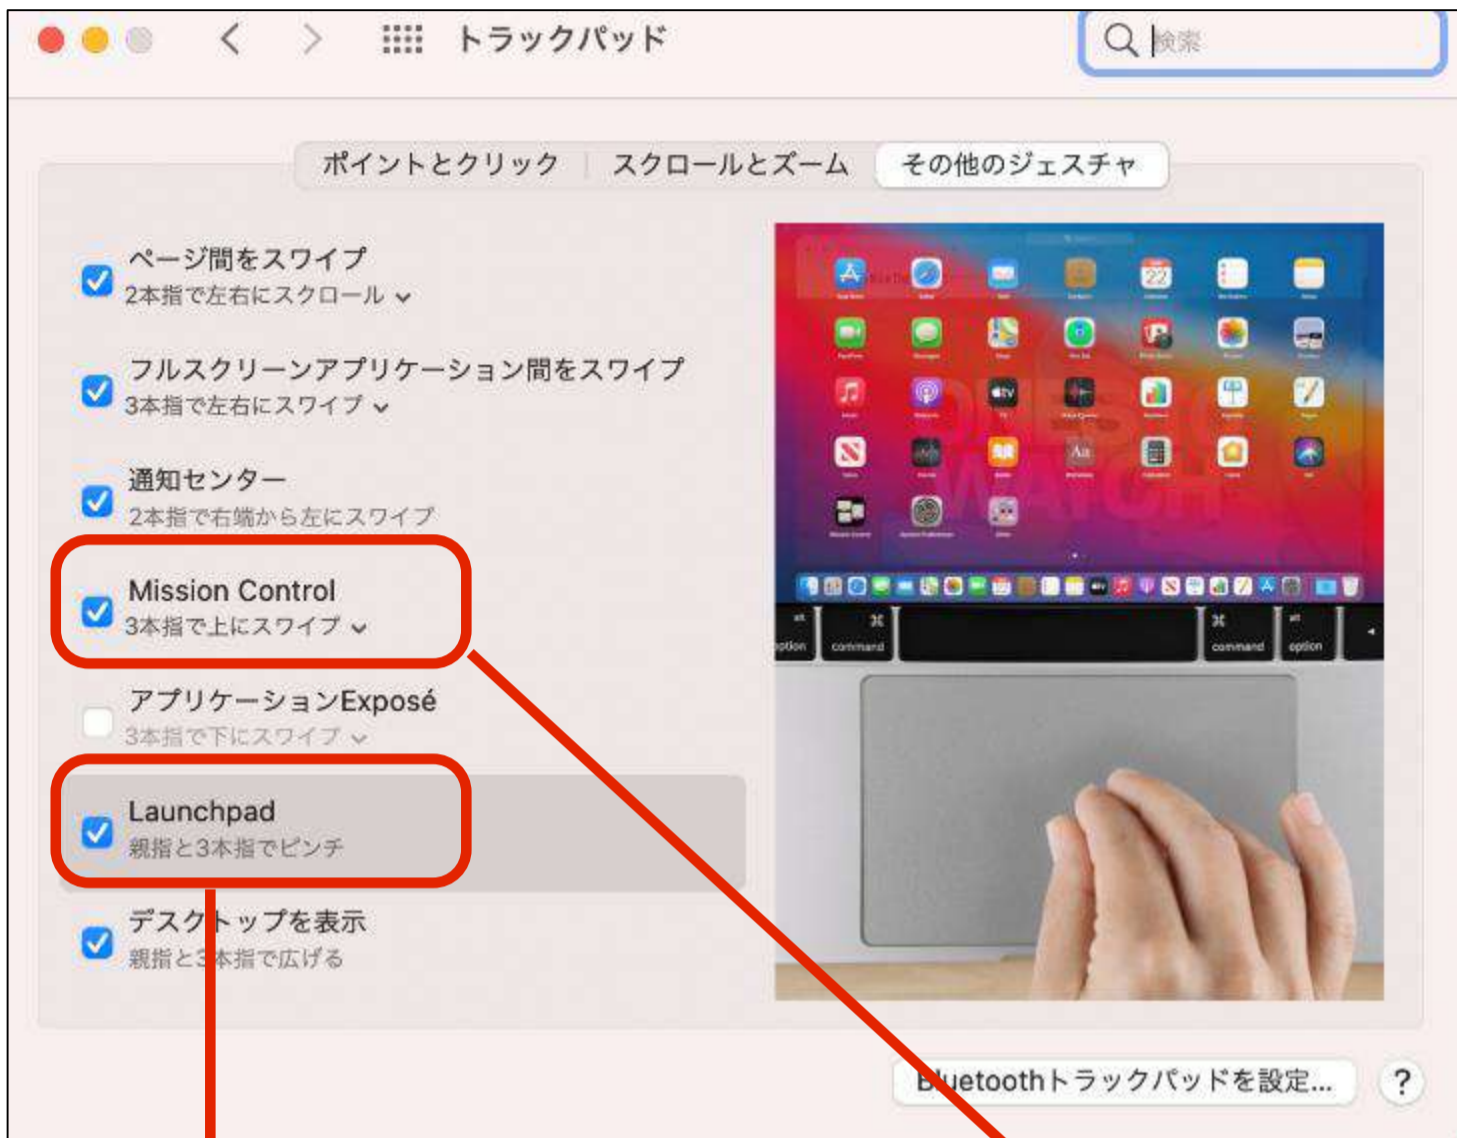 トラックパッド
検索
ポイントとクリック
スクロールとズーム
その他のジェスチャ
ページ間をスワイプ
2本指で左右にスクロール
フルスクリーンアプリケーション間をスワイプ
3本指で左右にスワイプ
通知センター
2本指で右端から左にスワイプ
Mission Control
3本指で上にスワイプ
アプリケーションExposé
3本指で下にスワイプ
Launchpad
親指と3本指でピンチ
デスクトップを表示
親指と3本指で広げる
22
tv
Aa
alt
option
⌘
command
⌘
command
alt
option
Bluetoothトラックパッドを設定...
?